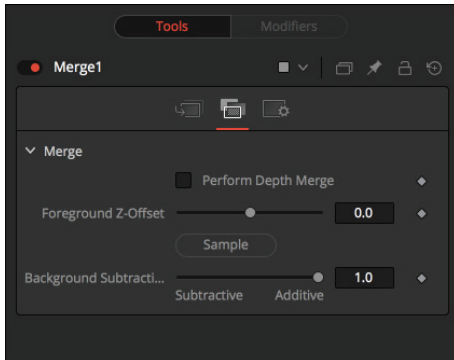 Tools Modifiers
Merge1
Merge
Perform Depth Merge
Foreground Z-Offset 0.0
Sample
Background Subtracti... 1.0
Subtractive Additive